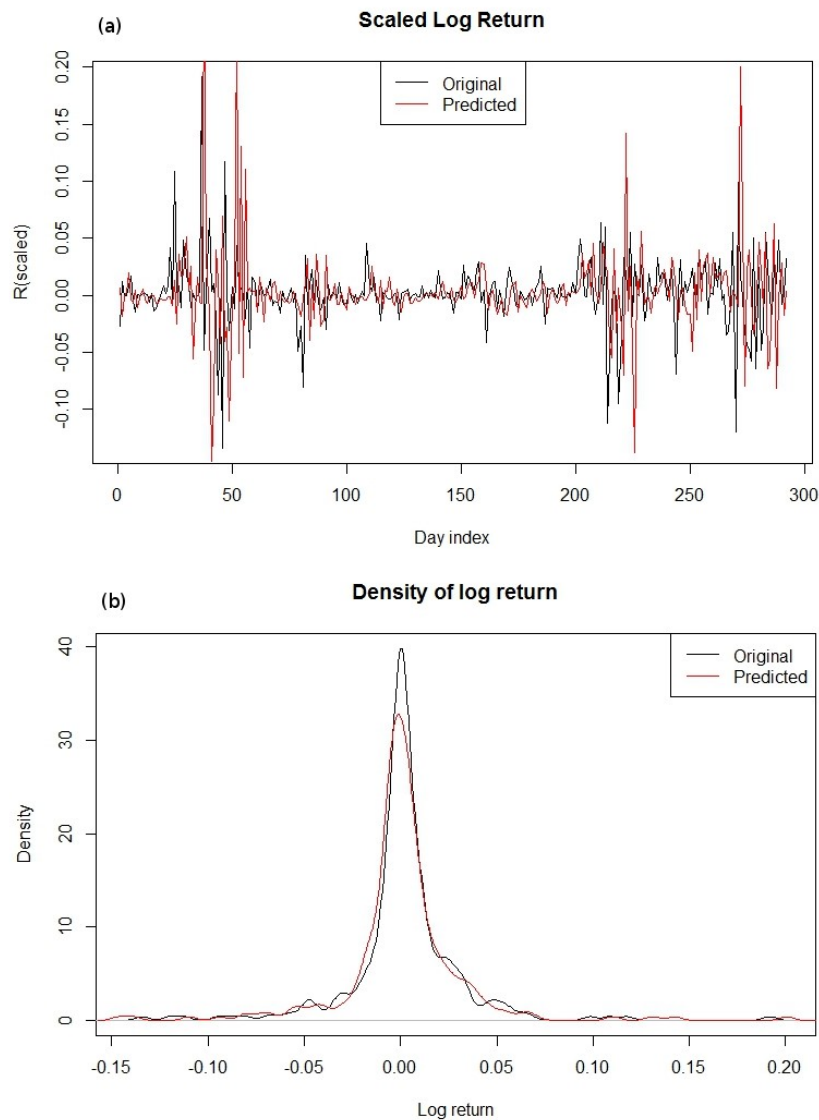 (a)
Scaled Log Return
R(scaled)
0.20
0.15
0.10
0.05
0.00
-0.05
-0.10
Original
Predicted
0 50 100 150 200 250 300
Day index
(b)
Density of log return
Density
40
30
20
10
0
Original
Predicted
-0.15 -0.10 -0.05 0.00 0.05 0.10 0.15 0.20
Log return